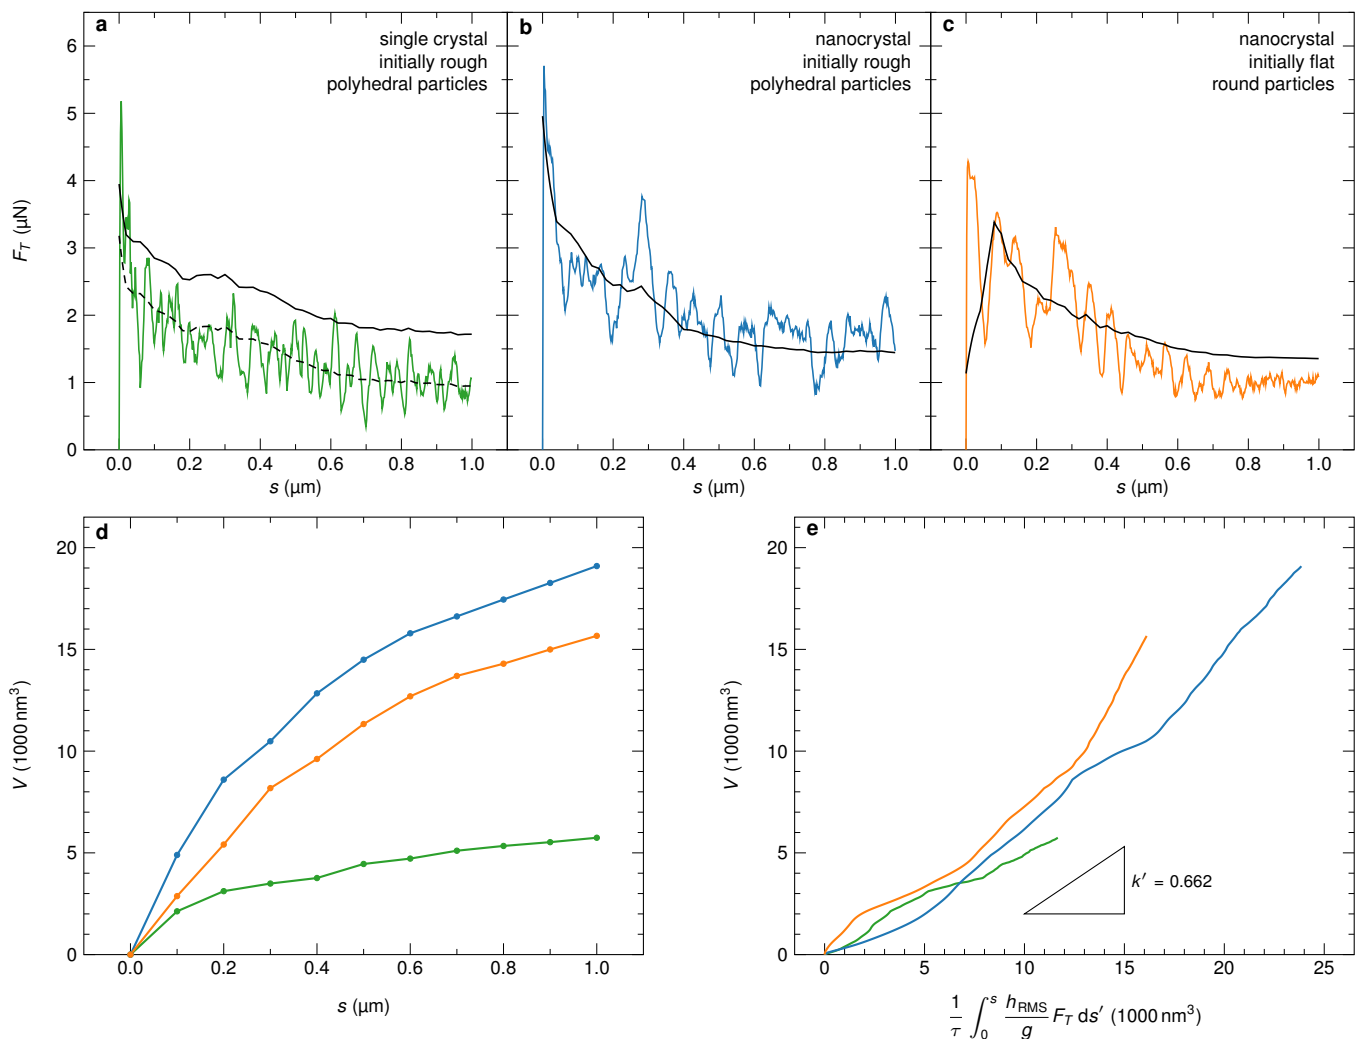 a
single crystal
initially rough
polyhedral particles
b
nanocrystal
initially rough
polyhedral particles
c
nanocrystal
initially flat
round particles
6
5
4
3
2
1
0
F_T (µN)
0.0 0.2 0.4 0.6 0.8 1.0
s (µm)
0.0 0.2 0.4 0.6 0.8 1.0
s (µm)
0.0 0.2 0.4 0.6 0.8 1.0
s (µm)
d
20
15
10
5
0
V (1000 nm³)
0.0 0.2 0.4 0.6 0.8 1.0
s (µm)
e
20
15
10
5
0
V (1000 nm³)
k′ = 0.662
0 5 10 15 20 25
1/τ ∫₀ˢ h_RMS/g F_T ds′ (1000 nm³)